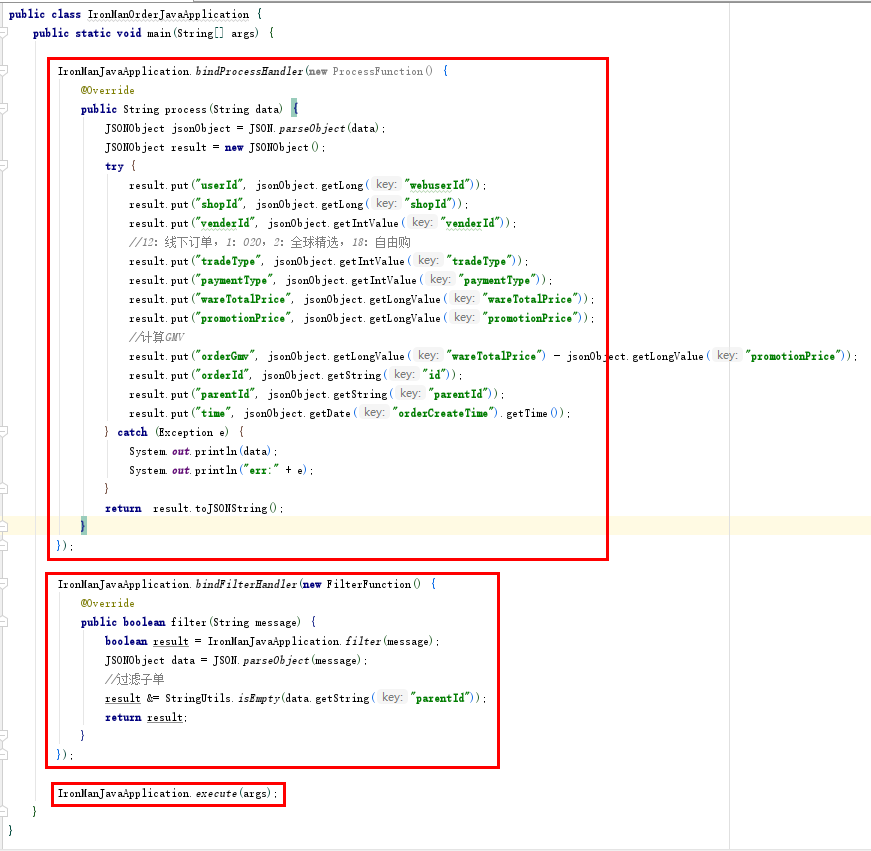 public class IronManOrderJavaApplication {
public static void main(String[] args) {
IronManJavaApplication.bindProcessHandler(new ProcessFunction() {
@Override
public String process(String data) {
JSONObject jsonObject = JSON.parseObject(data);
JSONObject result = new JSONObject();
try {
result.put("userId", jsonObject.getLong( key: "webuserId"));
result.put("shopId", jsonObject.getLong( key: "shopId"));
result.put("venderId", jsonObject.getIntValue( key: "venderId"));
//12：线下订单，1：O2O，2：全球精选，18：自由购
result.put("tradeType", jsonObject.getIntValue( key: "tradeType"));
result.put("paymentType", jsonObject.getIntValue( key: "paymentType"));
result.put("wareTotalPrice", jsonObject.getLongValue( key: "wareTotalPrice"));
result.put("promotionPrice", jsonObject.getLongValue( key: "promotionPrice"));
//计算GMV
result.put("orderGmv", jsonObject.getLongValue( key: "wareTotalPrice") - jsonObject.getLongValue( key: "promotionPrice"));
result.put("orderId", jsonObject.getString( key: "id"));
result.put("parentId", jsonObject.getString( key: "parentId"));
result.put("time", jsonObject.getDate( key: "orderCreateTime").getTime());
} catch (Exception e) {
System.out.println(data);
System.out.println("err:" + e);
}
return result.toJSONString();
}
});
IronManJavaApplication.bindFilterHandler(new FilterFunction() {
@Override
public boolean filter(String message) {
boolean result = IronManJavaApplication.filter(message);
JSONObject data = JSON.parseObject(message);
//过滤子单
result &= StringUtils.isEmpty(data.getString( key: "parentId"));
return result;
}
});
IronManJavaApplication.execute(args);
}
}